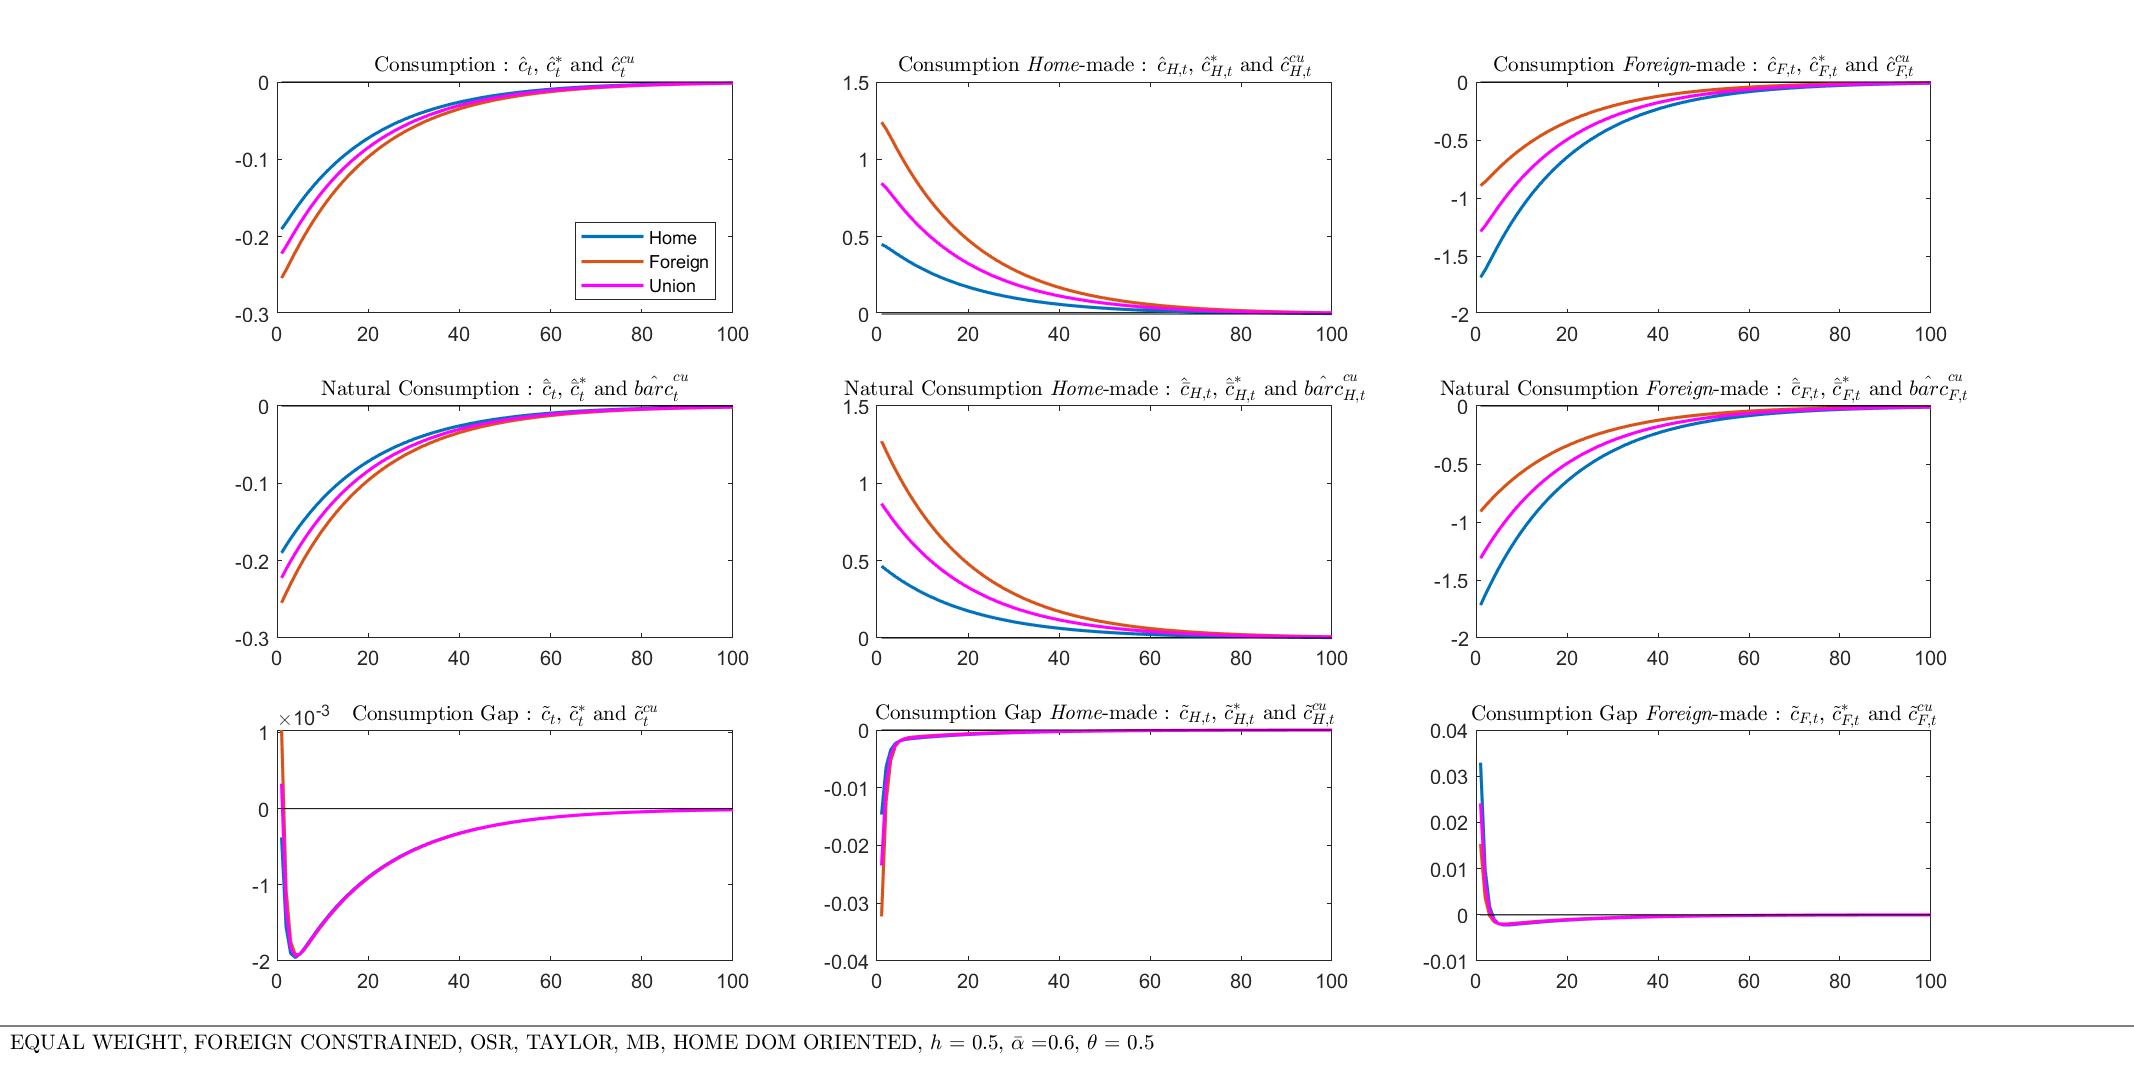 Consumption : ĉ_t, ĉ*_t and ĉ^cu_t
Consumption Home-made : ĉ_H,t, ĉ*_H,t and ĉ^cu_H,t
Consumption Foreign-made : ĉ_F,t, ĉ*_F,t and ĉ^cu_F,t
0
-0.1
-0.2
-0.3
0 20 40 60 80 100
Home
Foreign
Union
1.5
1
0.5
0
0 20 40 60 80 100
0
-0.5
-1
-1.5
-2
0 20 40 60 80 100
Natural Consumption : c̄̂_t, c̄̂*_t and bar̂c^cu_t
Natural Consumption Home-made : c̄̂_H,t, c̄̂*_H,t and bar̂c^cu_H,t
Natural Consumption Foreign-made : c̄̂_F,t, c̄̂*_F,t and bar̂c^cu_F,t
0
-0.1
-0.2
-0.3
0 20 40 60 80 100
1.5
1
0.5
0
0 20 40 60 80 100
0
-0.5
-1
-1.5
-2
0 20 40 60 80 100
Consumption Gap : c̃_t, c̃*_t and c̃^cu_t
Consumption Gap Home-made : c̃_H,t, c̃*_H,t and c̃^cu_H,t
Consumption Gap Foreign-made : c̃_F,t, c̃*_F,t and c̃^cu_F,t
×10^-3
1
0
-1
-2
0 20 40 60 80 100
0
-0.01
-0.02
-0.03
-0.04
0 20 40 60 80 100
0.04
0.03
0.02
0.01
0
-0.01
0 20 40 60 80 100
EQUAL WEIGHT, FOREIGN CONSTRAINED, OSR, TAYLOR, MB, HOME DOM ORIENTED, h = 0.5, ᾱ =0.6, θ = 0.5